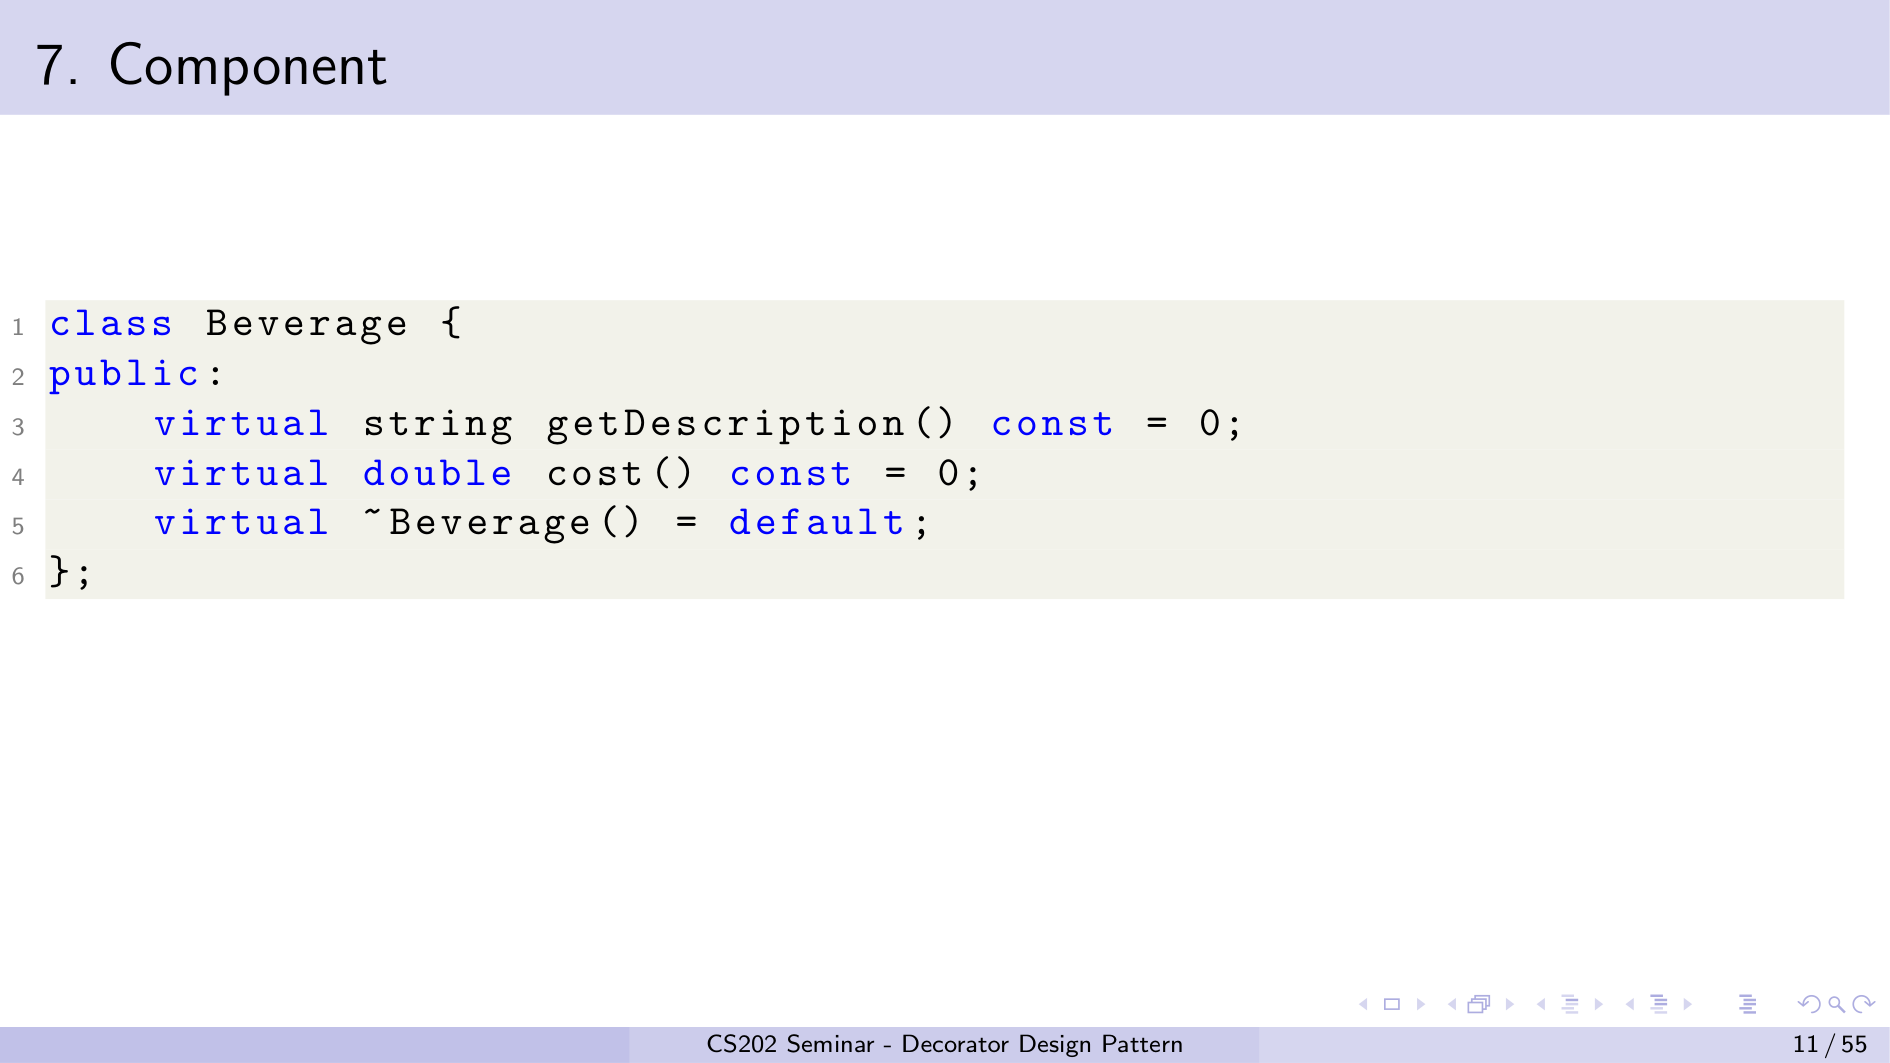 7. Component
1 class Beverage {
2 public:
3     virtual string getDescription() const = 0;
4     virtual double cost() const = 0;
5     virtual ~Beverage() = default;
6 };
CS202 Seminar - Decorator Design Pattern
11 / 55